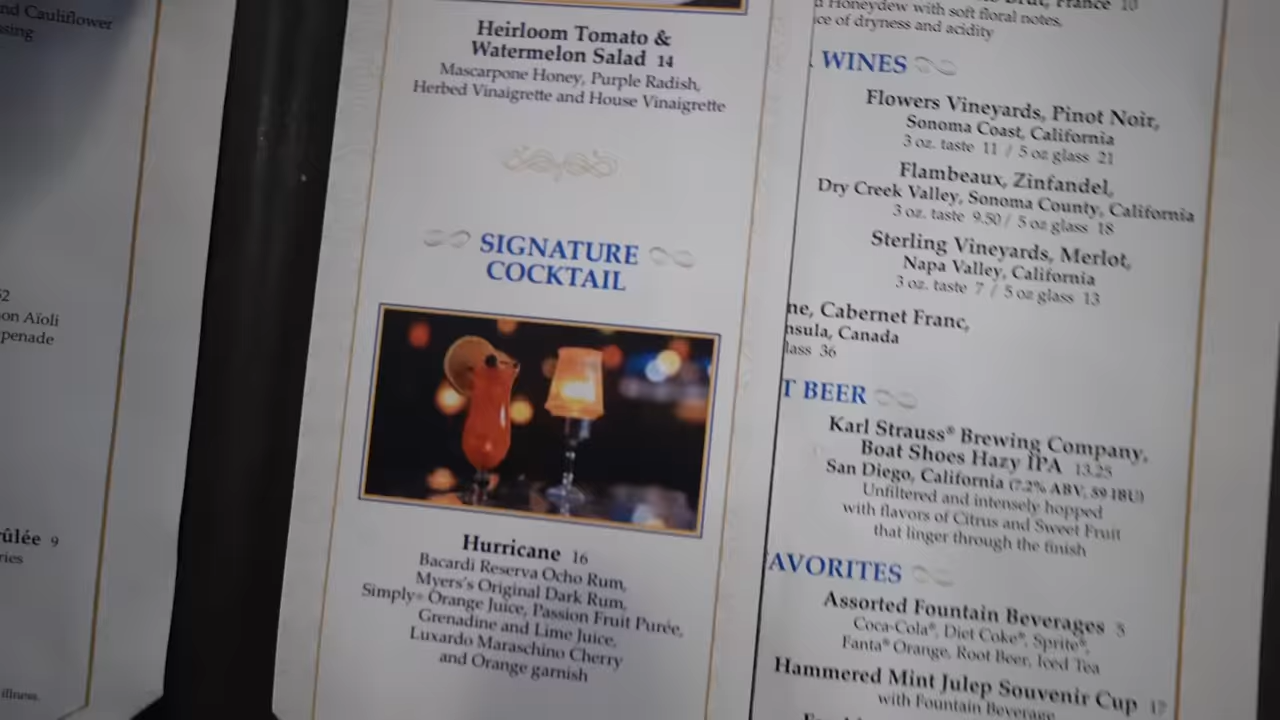 nd Cauliflower
sing
52
on Aïoli
penade
ûlée 9
ries
illness.
Heirloom Tomato &
Watermelon Salad 14
Mascarpone Honey, Purple Radish,
Herbed Vinaigrette and House Vinaigrette
SIGNATURE
COCKTAIL
Hurricane 16
Bacardi Reserva Ocho Rum,
Myers's Original Dark Rum,
Simply® Orange Juice, Passion Fruit Purée,
Grenadine and Lime Juice,
Luxardo Maraschino Cherry
and Orange garnish
Brut, France 10
Honeydew with soft floral notes,
ce of dryness and acidity
WINES
Flowers Vineyards, Pinot Noir,
Sonoma Coast, California
3 oz. taste 11 / 5 oz glass 21
Flambeaux, Zinfandel,
Dry Creek Valley, Sonoma County, California
3 oz. taste 9.50 / 5 oz glass 18
Sterling Vineyards, Merlot,
Napa Valley, California
3 oz. taste 7 / 5 oz glass 13
ne, Cabernet Franc,
nsula, Canada
lass 36
T BEER
Karl Strauss® Brewing Company,
Boat Shoes Hazy IPA 13.25
San Diego, California (7.2% ABV, 59 IBU)
Unfiltered and intensely hopped
with flavors of Citrus and Sweet Fruit
that linger through the finish
AVORITES
Assorted Fountain Beverages 5
Coca-Cola®, Diet Coke®, Sprite®,
Fanta® Orange, Root Beer, Iced Tea
Hammered Mint Julep Souvenir Cup 17
with Fountain Beverage